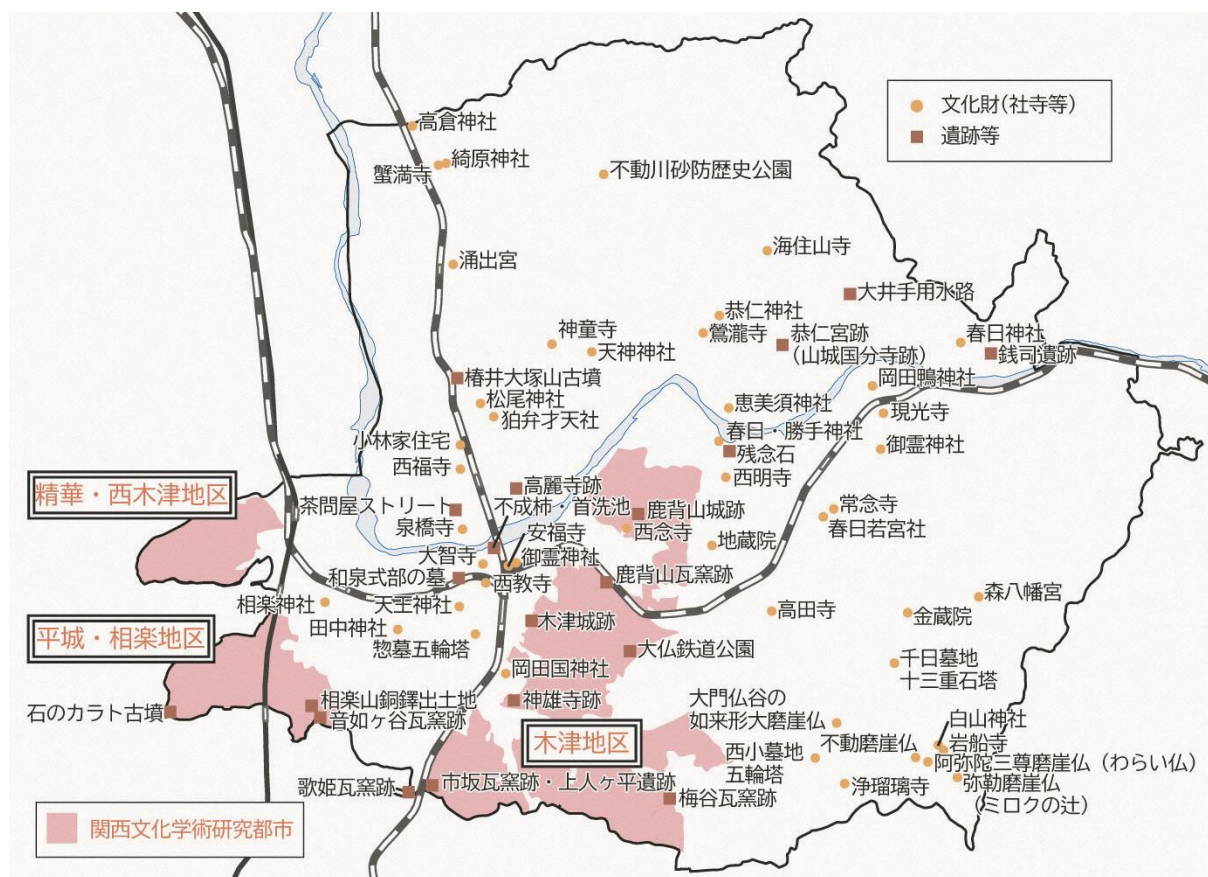 文化財(社寺等)
遺跡等
高倉神社
綺原神社
蟹満寺
不動川砂防歴史公園
海住山寺
涌出宮
大井手用水路
恭仁神社
鶯瀧寺
恭仁宮跡
(山城国分寺跡)
春日神社
銭司遺跡
神童寺
天神神社
岡田鴨神社
椿井大塚山古墳
松尾神社
狛弁才天社
恵美須神社
現光寺
春日・勝手神社
残念石
御霊神社
小林家住宅
西福寺
西明寺
精華・西木津地区
高麗寺跡
茶問屋ストリート
不成柿・首洗池
鹿背山城跡
常念寺
泉橋寺
安福寺
西念寺
春日若宮社
地蔵院
大智寺
御霊神社
和泉式部の墓
西教寺
鹿背山瓦窯跡
相楽神社
天王神社
高田寺
森八幡宮
金蔵院
田中神社
木津城跡
平城・相楽地区
惣墓五輪塔
大仏鉄道公園
岡田国神社
千日墓地
十三重石塔
相楽山銅鐸出土地
神雄寺跡
大門仏谷の
如来形大磨崖仏
石のカラト古墳
音如ヶ谷瓦窯跡
白山神社
木津地区
岩船寺
西小墓地
五輪塔
不動磨崖仏
阿弥陀三尊磨崖仏(わらい仏)
歌姫瓦窯跡
市坂瓦窯跡・上人ヶ平遺跡
梅谷瓦窯跡
浄瑠璃寺
弥勒磨崖仏
(ミロクの辻)
関西文化学術研究都市